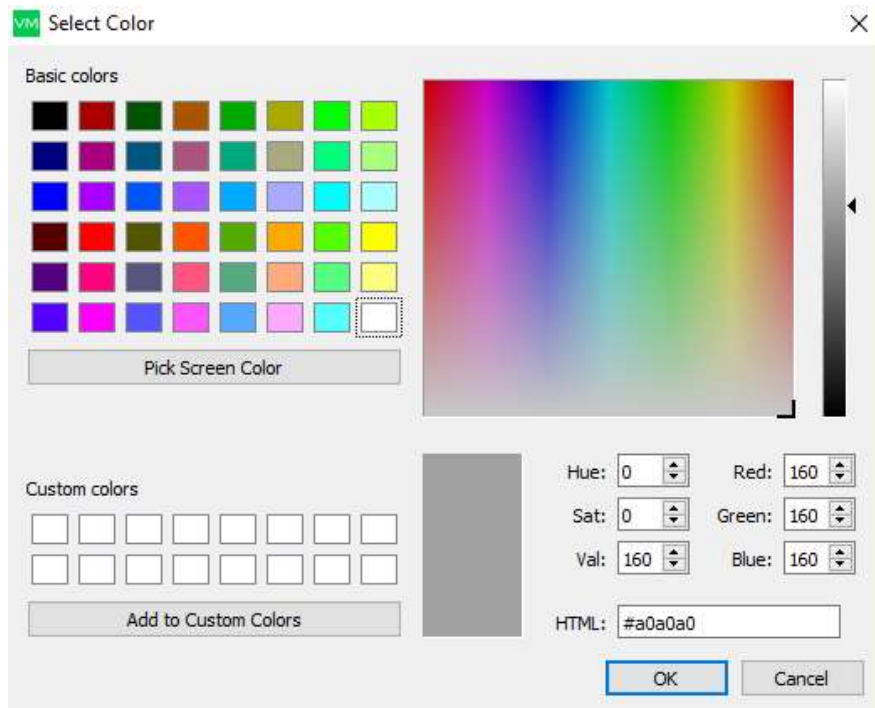 VM Select Color
Basic colors
Pick Screen Color
Custom colors
Add to Custom Colors
Hue: 0 Red: 160
Sat: 0 Green: 160
Val: 160 Blue: 160
HTML: #a0a0a0
OK Cancel